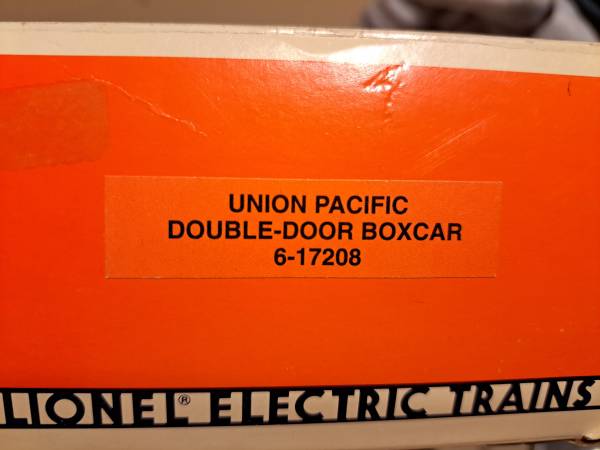 UNION PACIFIC
DOUBLE-DOOR BOXCAR
6-17208
LIONEL® ELECTRIC TRAINS